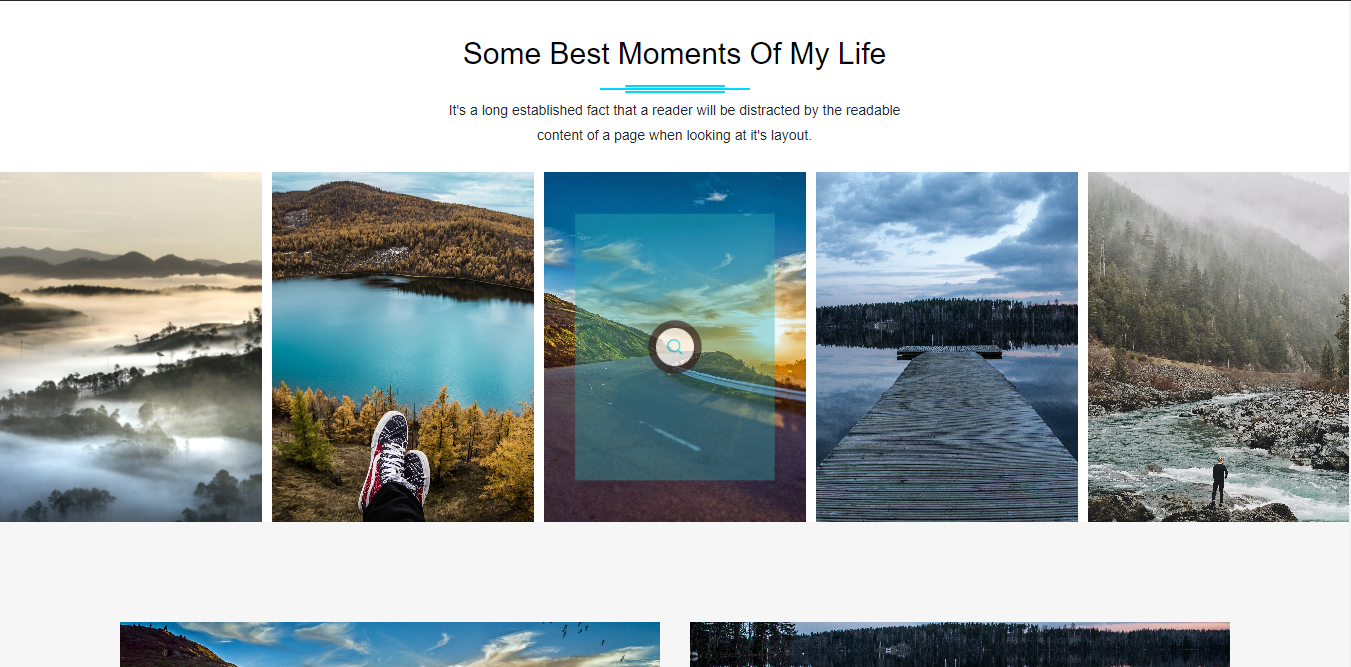 Some Best Moments Of My Life
It's a long established fact that a reader will be distracted by the readable
content of a page when looking at it's layout.